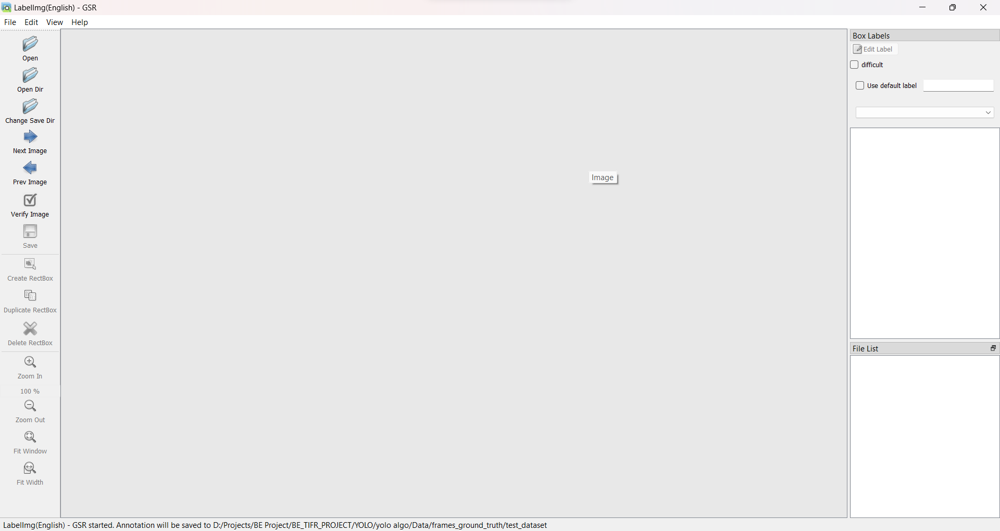 LabelImg(English) - GSR
File Edit View Help
Open
Open Dir
Change Save Dir
Next Image
Prev Image
Verify Image
Save
Create RectBox
Duplicate RectBox
Delete RectBox
Zoom In
100 %
Zoom Out
Fit Window
Fit Width
Image
Box Labels
Edit Label
difficult
Use default label
File List
LabelImg(English) - GSR started. Annotation will be saved to D:/Projects/BE Project/BE_TIFR_PROJECT/YOLO/yolo algo/Data/frames_ground_truth/test_dataset